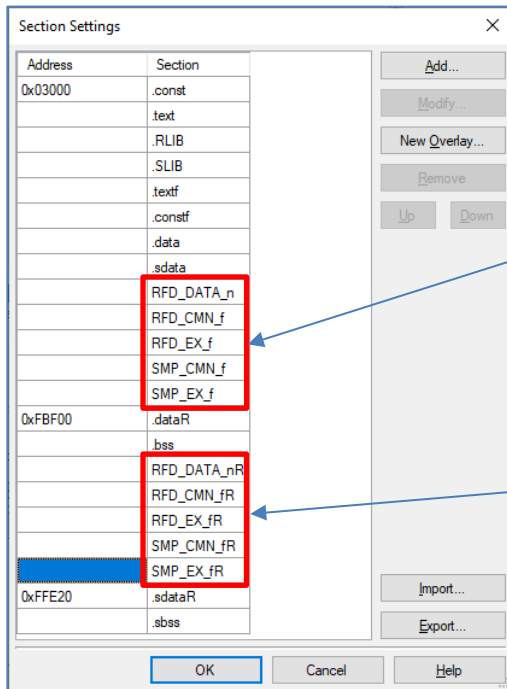 Section Settings
Address Section
0x03000 .const
.text
.RLIB
.SLIB
.textf
.constf
.data
.sdata
RFD_DATA_n
RFD_CMN_f
RFD_EX_f
SMP_CMN_f
SMP_EX_f
0xFBF00 .dataR
.bss
RFD_DATA_nR
RFD_CMN_fR
RFD_EX_fR
SMP_CMN_fR
SMP_EX_fR
0xFFE20 .sdataR
.sbss
Add...
Modify...
New Overlay...
Remove
Up Down
Import...
Export...
OK Cancel Help